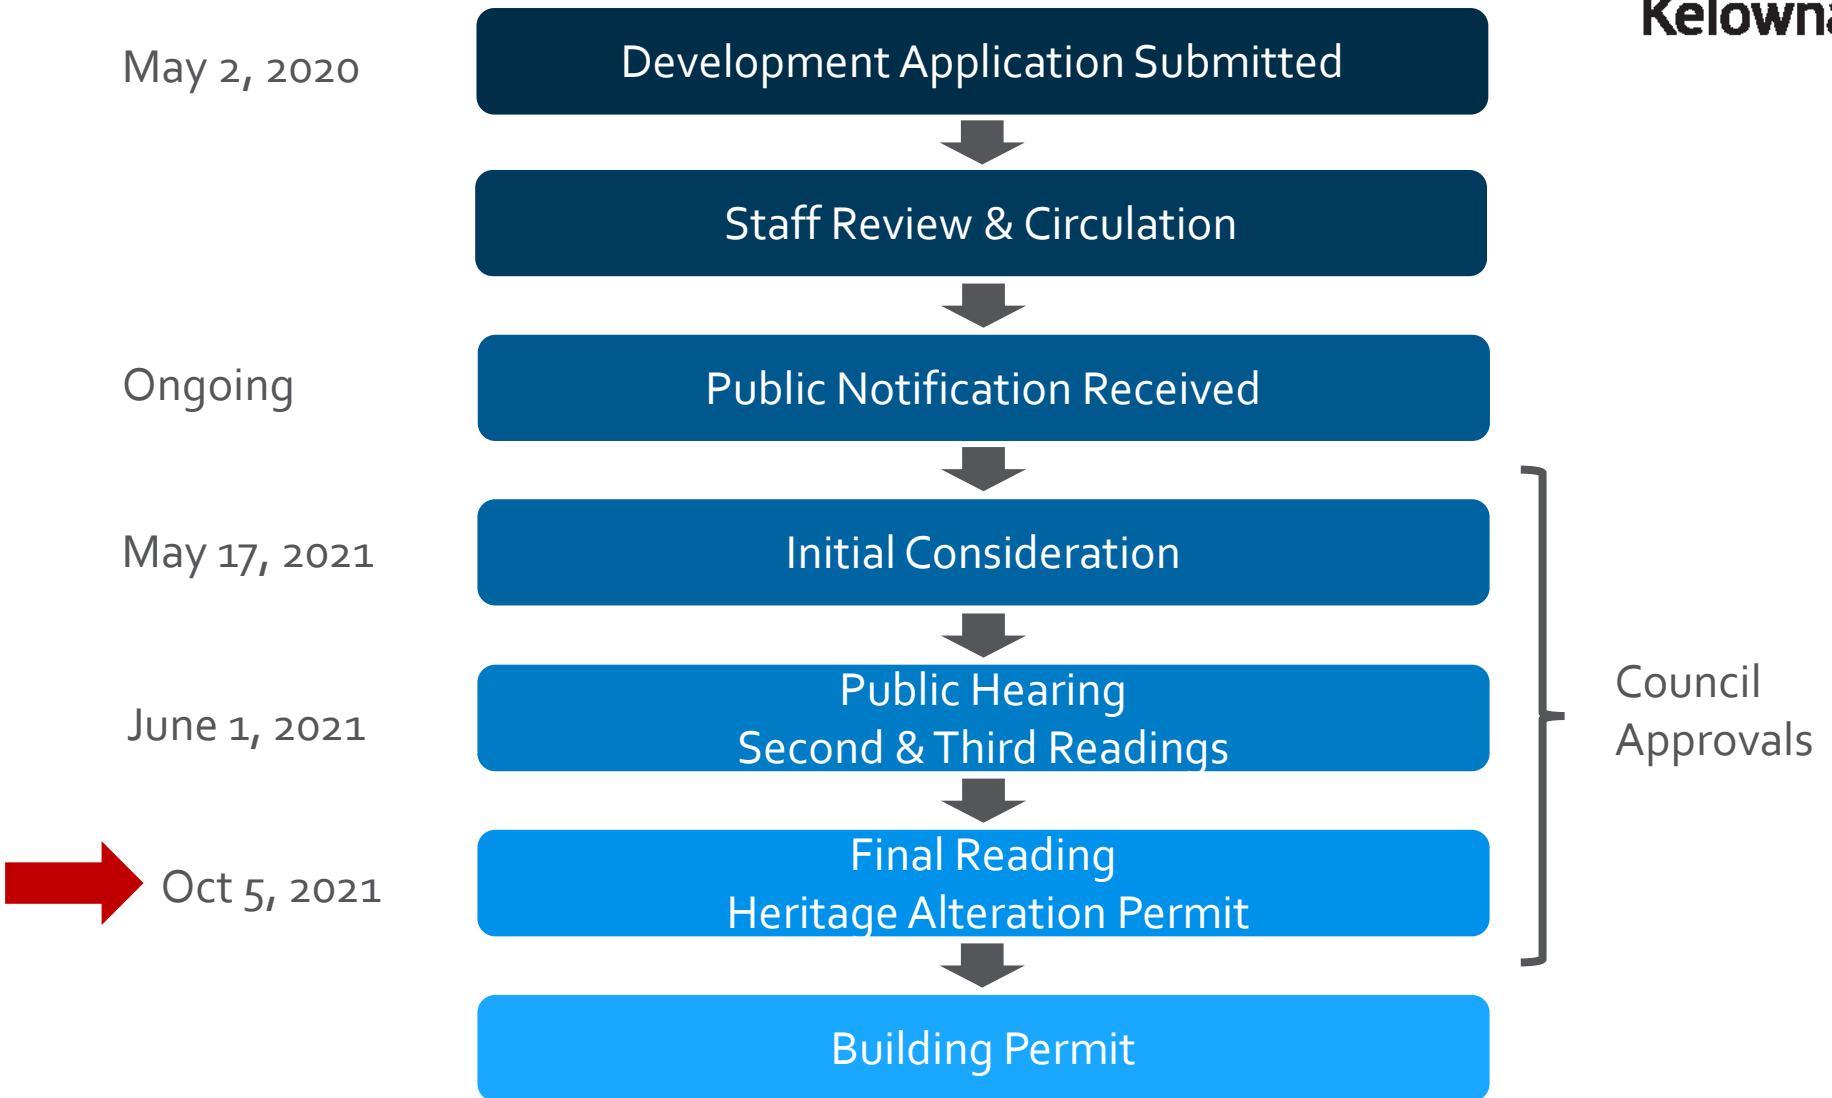 Kelowna
May 2, 2020
Development Application Submitted
Staff Review & Circulation
Ongoing
Public Notification Received
May 17, 2021
Initial Consideration
June 1, 2021
Public Hearing
Second & Third Readings
Council
Approvals
Oct 5, 2021
Final Reading
Heritage Alteration Permit
Building Permit